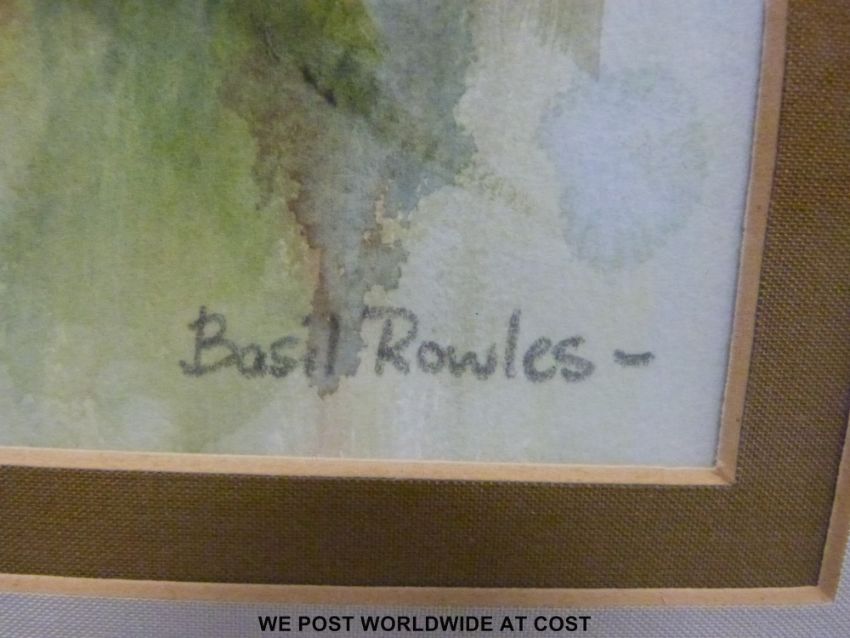 Basil Rowles -
WE POST WORLDWIDE AT COST